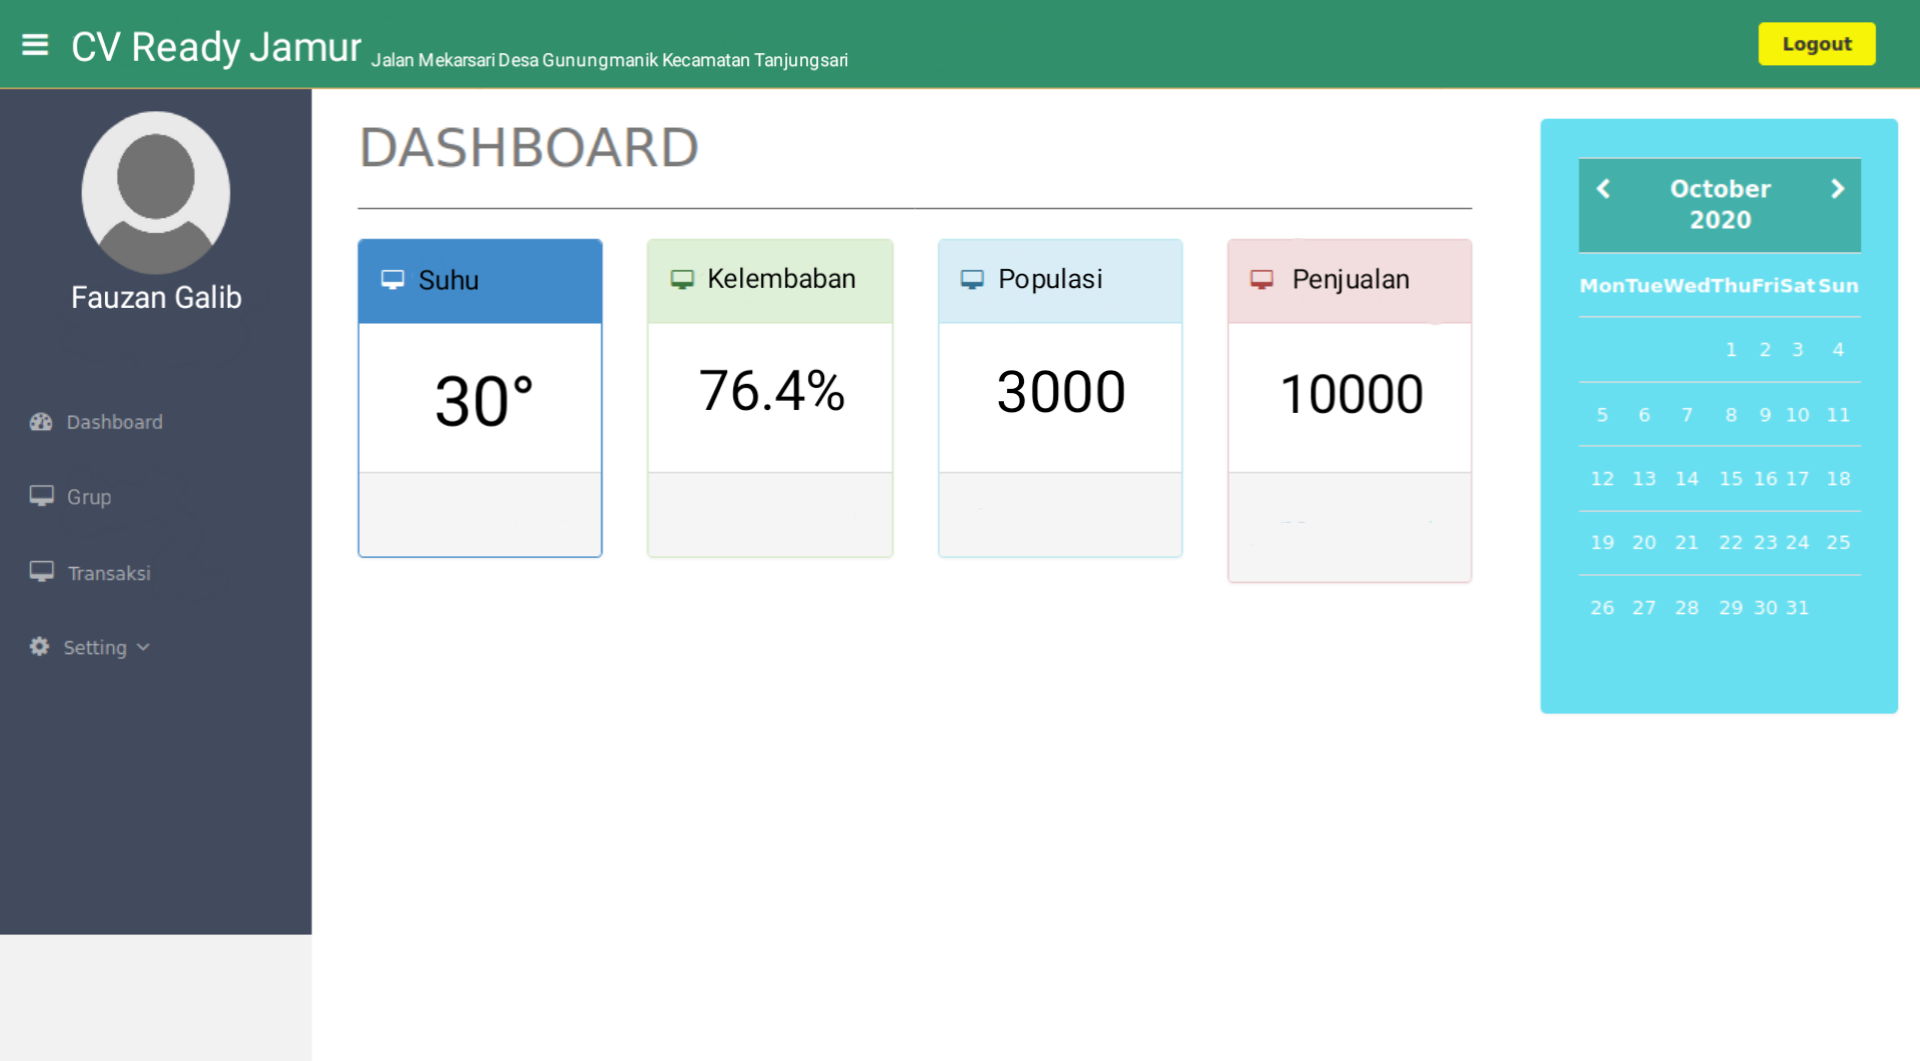 CV Ready Jamur Jalan Mekarsari Desa Gunungmanik Kecamatan Tanjungsari
Logout
Fauzan Galib
Dashboard
Grup
Transaksi
Setting
DASHBOARD
Suhu
30°
Kelembaban
76.4%
Populasi
3000
Penjualan
10000
October
2020
Mon Tue Wed Thu Fri Sat Sun
1 2 3 4
5 6 7 8 9 10 11
12 13 14 15 16 17 18
19 20 21 22 23 24 25
26 27 28 29 30 31